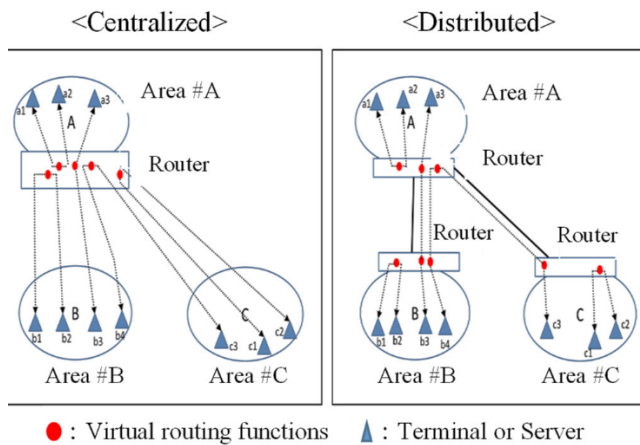 <Centralized>
<Distributed>
Area #A
a1
a2
a3
A
Router
B
b1
b2
b3
b4
C
c3
c1
c2
Area #B
Area #C
Area #A
a1
a2
a3
A
Router
Router
Router
B
b1
b2
b3
b4
C
c3
c1
c2
Area #B
Area #C
: Virtual routing functions
: Terminal or Server